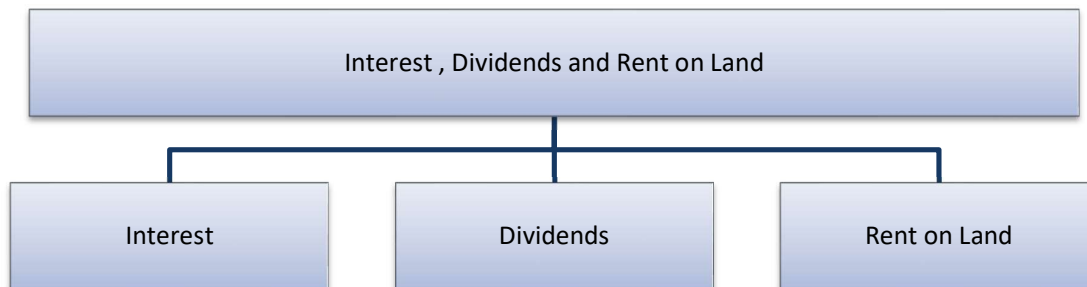 Interest , Dividends and Rent on Land
Interest
Dividends
Rent on Land